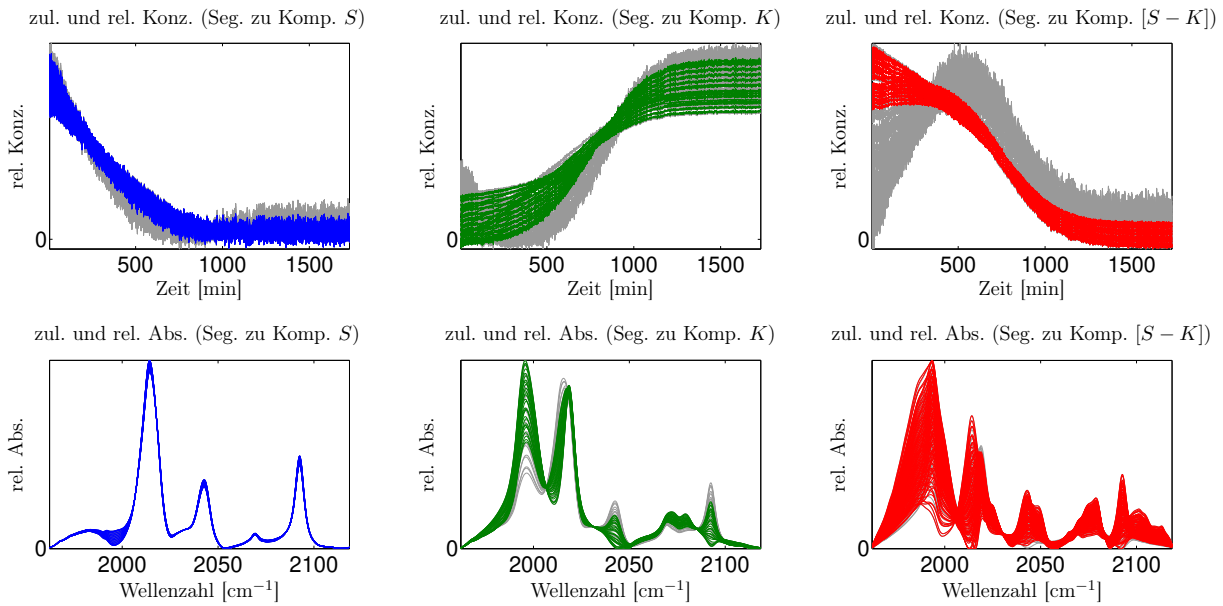 zul. und rel. Konz. (Seg. zu Komp. S)
rel. Konz.
0
500 1000 1500
Zeit [min]
zul. und rel. Konz. (Seg. zu Komp. K)
rel. Konz.
0
500 1000 1500
Zeit [min]
zul. und rel. Konz. (Seg. zu Komp. [S − K])
rel. Konz.
0
500 1000 1500
Zeit [min]
zul. und rel. Abs. (Seg. zu Komp. S)
rel. Abs.
0
2000 2050 2100
Wellenzahl [cm⁻¹]
zul. und rel. Abs. (Seg. zu Komp. K)
rel. Abs.
0
2000 2050 2100
Wellenzahl [cm⁻¹]
zul. und rel. Abs. (Seg. zu Komp. [S − K])
rel. Abs.
0
2000 2050 2100
Wellenzahl [cm⁻¹]